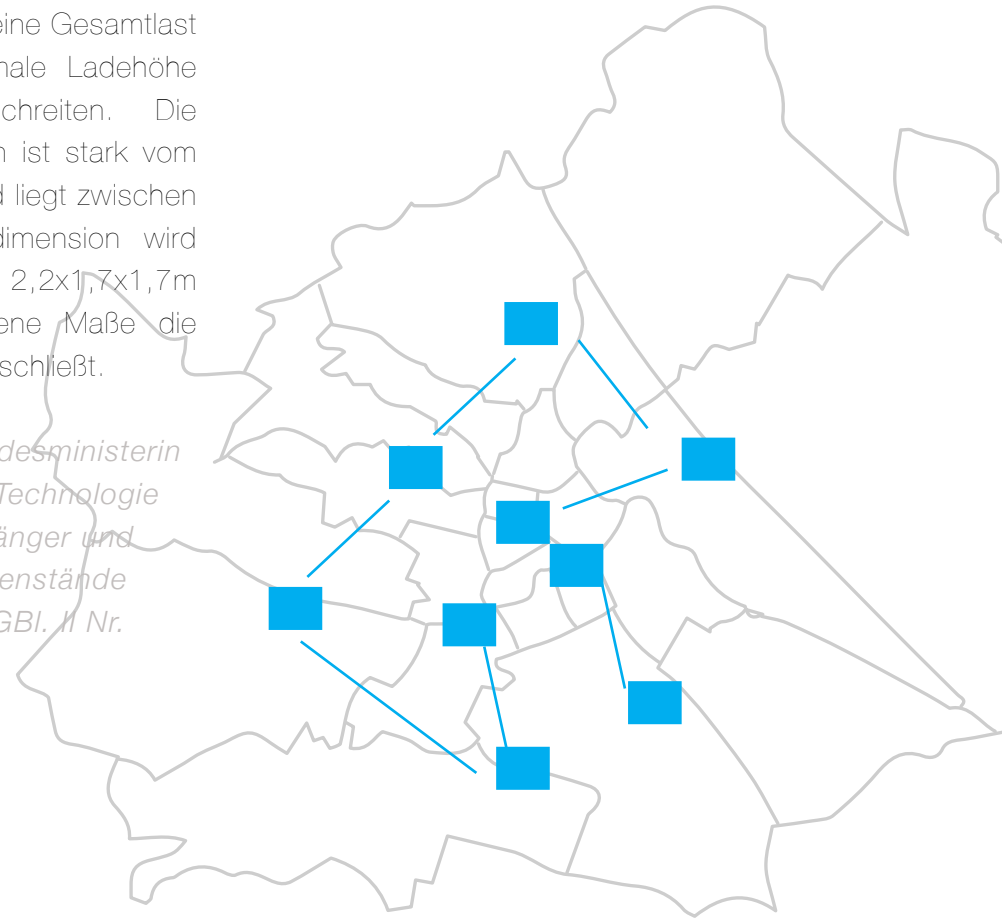 eine Gesamtlast
male Ladehöhe
chreiten. Die
n ist stark vom
d liegt zwischen
dimension wird
2,2x1,7x1,7m
ene Maße die
schließt.
desministerin
Technologie
änger und
enstände
GBl. II Nr.